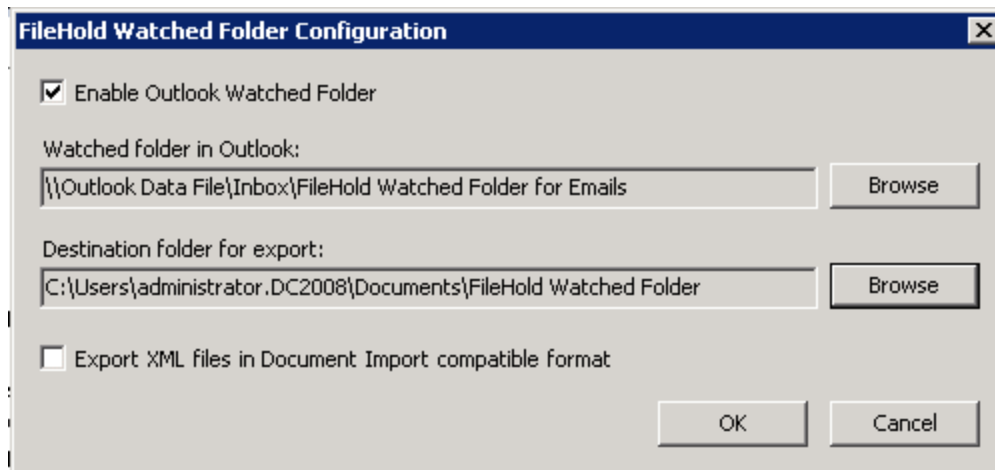 FileHold Watched Folder Configuration
Enable Outlook Watched Folder
Watched folder in Outlook:
\\Outlook Data File\Inbox\FileHold Watched Folder for Emails
Browse
Destination folder for export:
C:\Users\administrator.DC2008\Documents\FileHold Watched Folder
Browse
Export XML files in Document Import compatible format
OK
Cancel